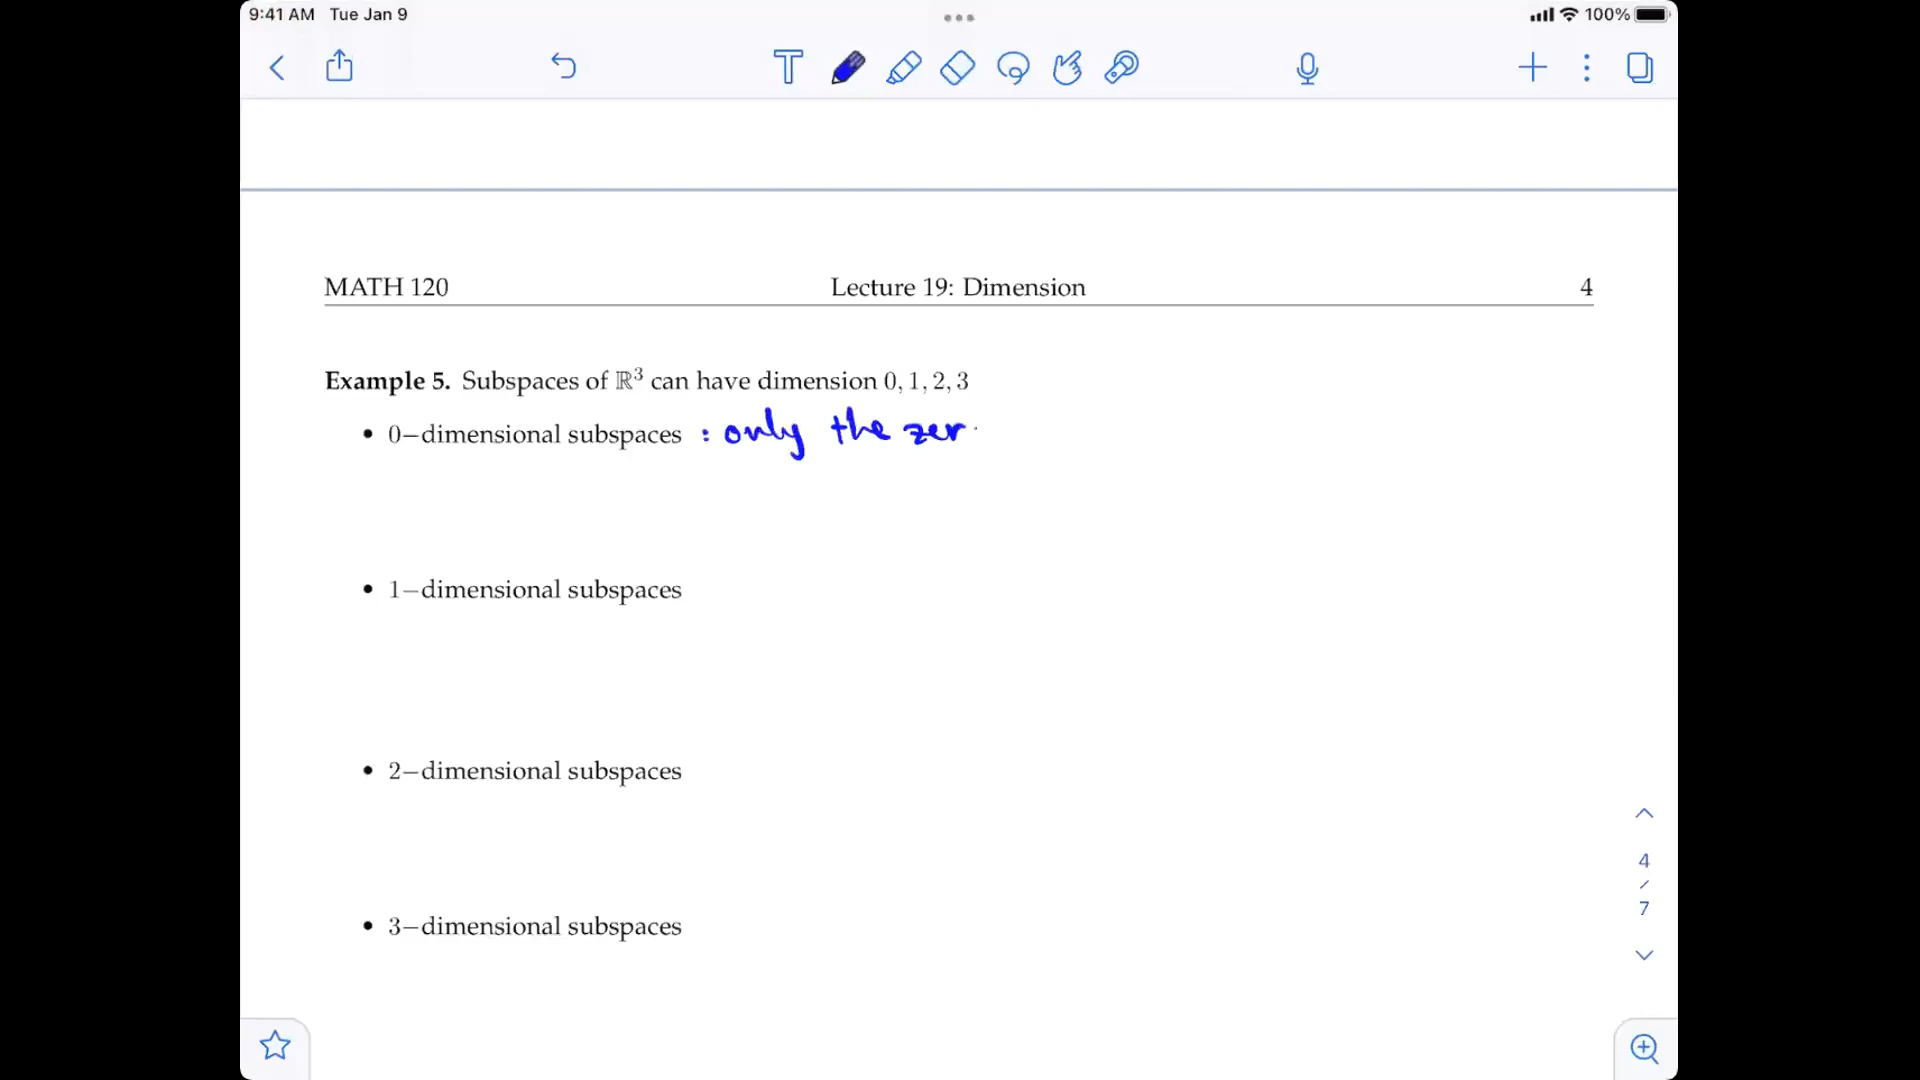 9:41 AM Tue Jan 9
100%
T
MATH 120 Lecture 19: Dimension 4
Example 5. Subspaces of ℝ³ can have dimension 0, 1, 2, 3
• 0−dimensional subspaces : only the zer
• 1−dimensional subspaces
• 2−dimensional subspaces
4
/
7
• 3−dimensional subspaces